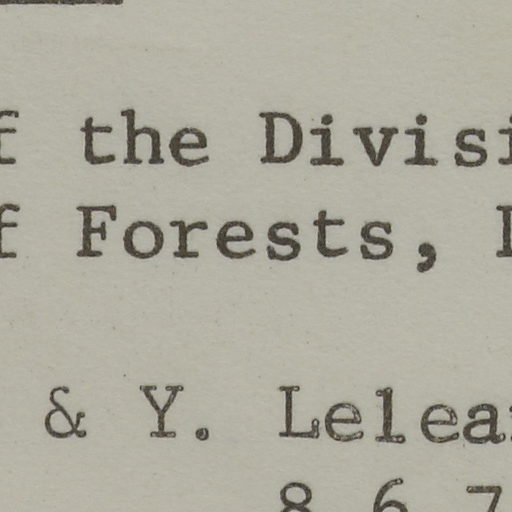 f the Divisi
f Forests,
& Y. Lelea
8 6 7